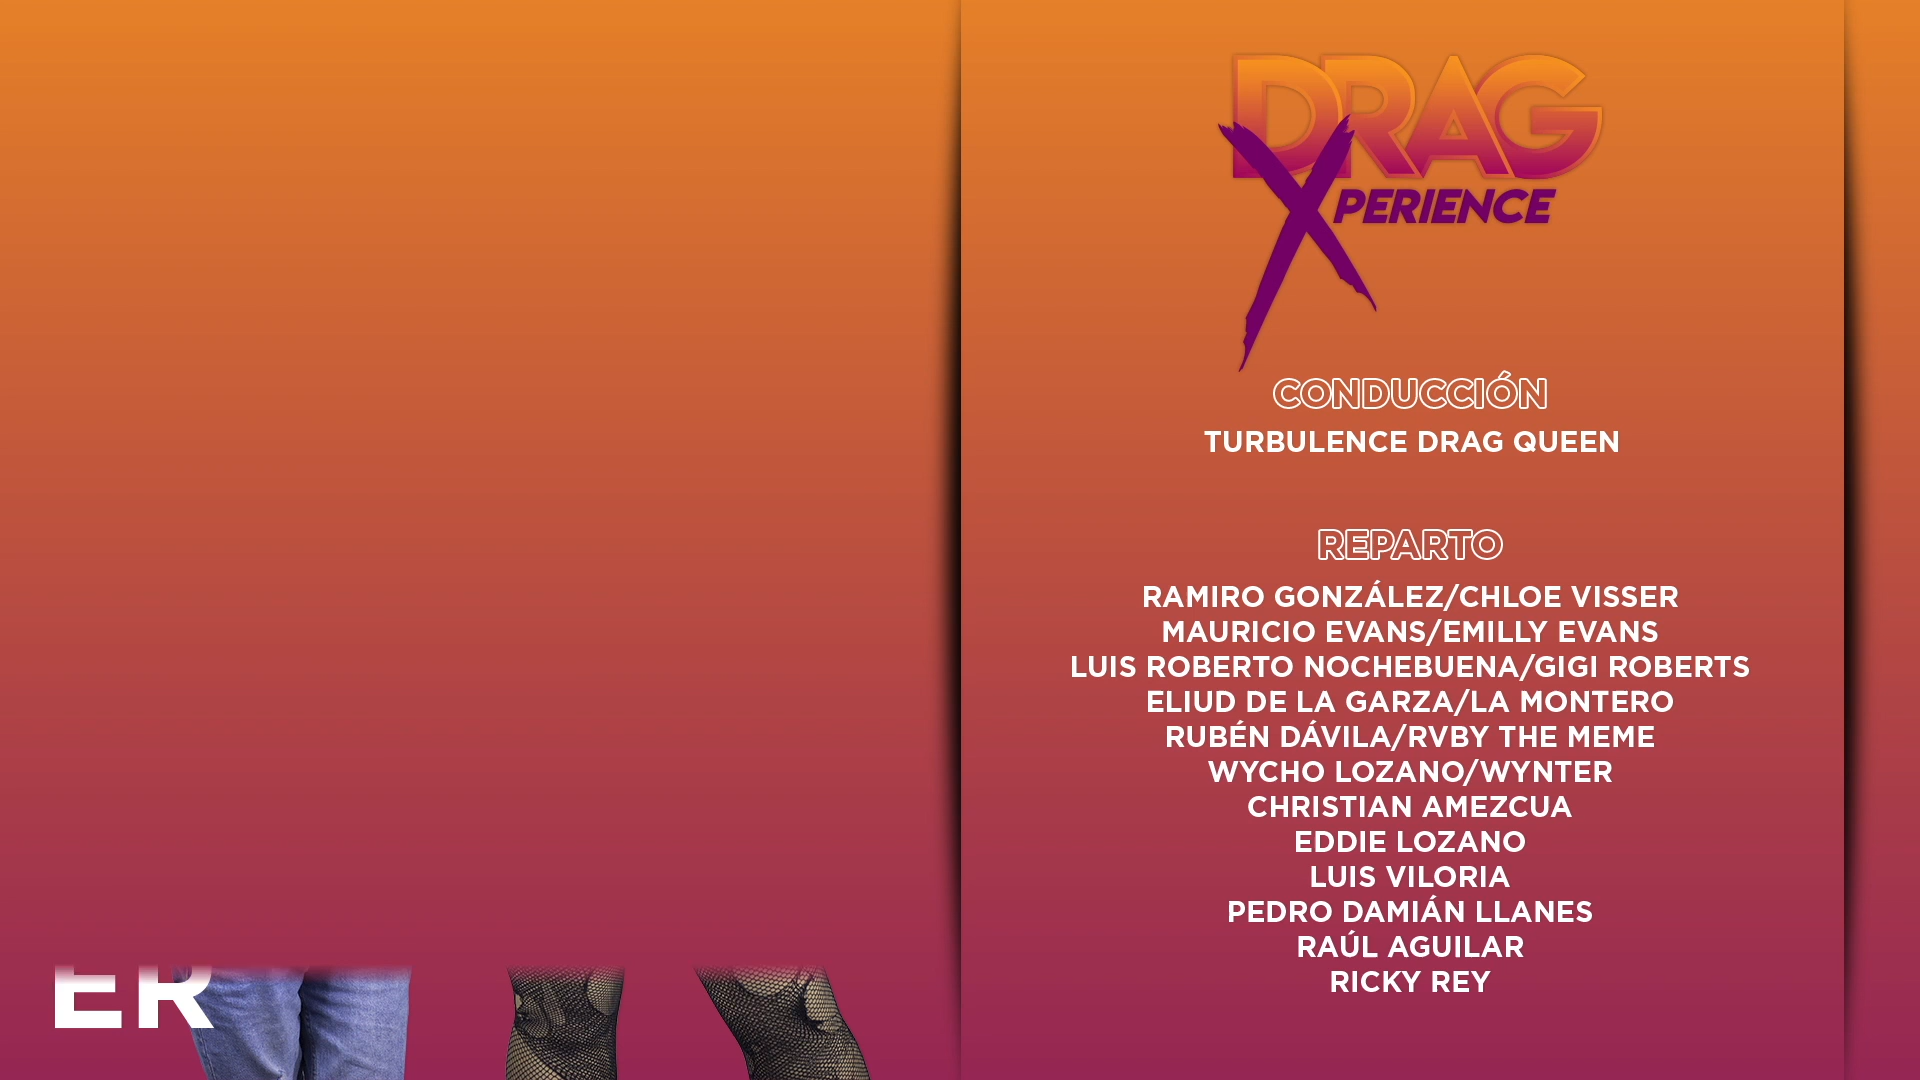 DRAG
XPERIENCE
CONDUCCIÓN
TURBULENCE DRAG QUEEN
REPARTO
RAMIRO GONZÁLEZ/CHLOE VISSER
MAURICIO EVANS/EMILLY EVANS
LUIS ROBERTO NOCHEBUENA/GIGI ROBERTS
ELIUD DE LA GARZA/LA MONTERO
RUBÉN DÁVILA/RVBY THE MEME
WYCHO LOZANO/WYNTER
CHRISTIAN AMEZCUA
EDDIE LOZANO
LUIS VILORIA
PEDRO DAMIÁN LLANES
RAÚL AGUILAR
RICKY REY
ER